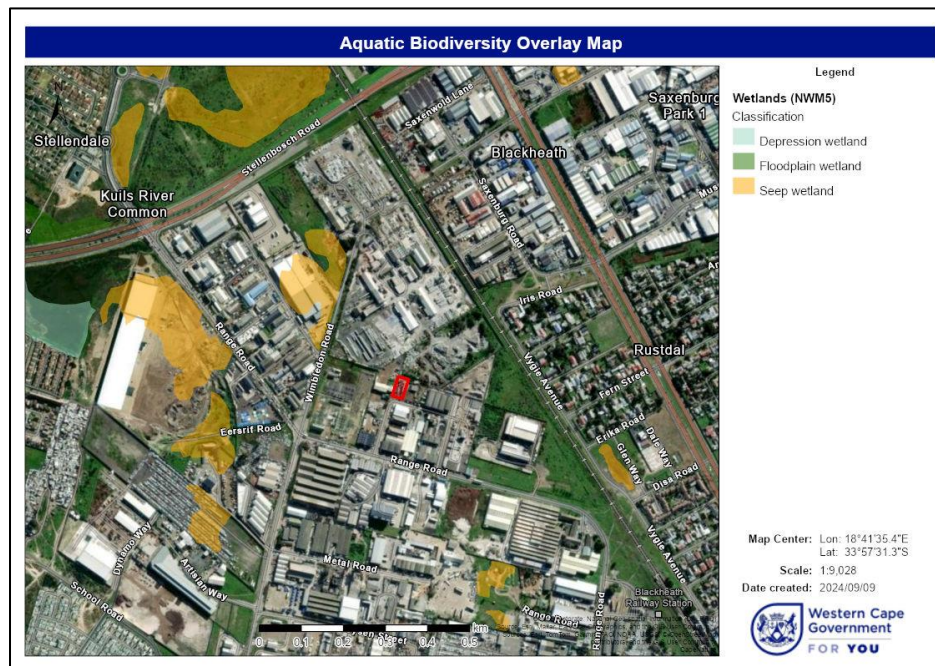 Aquatic Biodiversity Overlay Map
Legend
Wetlands (NWM5)
Classification
Depression wetland
Floodplain wetland
Seep wetland
N
Stellendale
Kuils River
Common
Stellenbosch Road
Saxenwold Lane
Blackheath
Saxenburg
Park 1
Saxenburg Road
Iris Road
Rustdal
Fern Street
Erika Road
Dale Way
Glen Way
Disa Road
Vygie Avenue
Vygie Avenue
Range Road
Wimbledon Road
Eersrif Road
Range Road
Metal Road
Dynamo Way
Artisian Way
School Road
Range Road
Blackheath
Railway Station
0 0.1 0.2 0.3 0.4 0.5 km
Map Center: Lon: 18°41'35.4"E
Lat: 33°57'31.3"S
Scale: 1:9,028
Date created: 2024/09/09
Western Cape
Government
FOR YOU